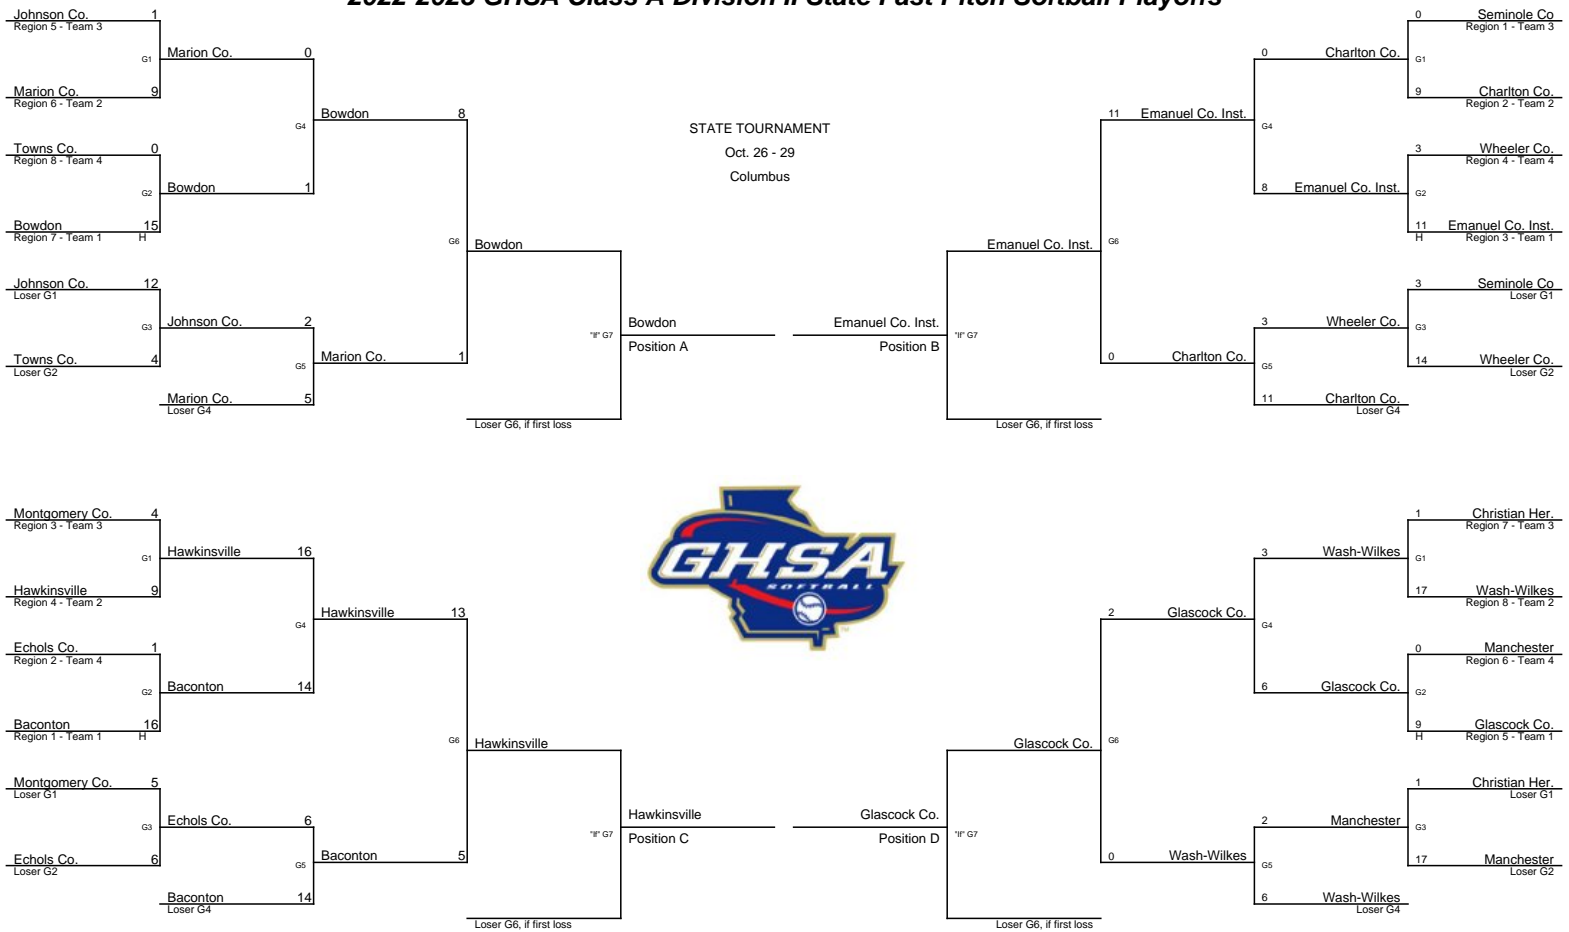 2022-2023 GHSA Class A Division II State Fast Pitch Softball Playoffs
Johnson Co. 1
Region 5 - Team 3
G1
Marion Co. 0
Marion Co. 9
Region 6 - Team 2
G4
Bowdon 8
Towns Co. 0
Region 8 - Team 4
G2
Bowdon 1
Bowdon 15
Region 7 - Team 1 H
G6
Bowdon
Johnson Co. 12
Loser G1
G3
Johnson Co. 2
Towns Co. 4
Loser G2
G5
Marion Co. 1
Marion Co. 5
Loser G4
"If" G7
Bowdon
Position A
Loser G6, if first loss
STATE TOURNAMENT
Oct. 26 - 29
Columbus
0 Seminole Co
Region 1 - Team 3
0 Charlton Co.
G1
9 Charlton Co.
Region 2 - Team 2
11 Emanuel Co. Inst.
G4
3 Wheeler Co.
Region 4 - Team 4
8 Emanuel Co. Inst.
G2
11 Emanuel Co. Inst.
H Region 3 - Team 1
Emanuel Co. Inst.
G6
3 Seminole Co
Loser G1
3 Wheeler Co.
G3
14 Wheeler Co.
Loser G2
0 Charlton Co.
G5
11 Charlton Co.
Loser G4
Emanuel Co. Inst.
Position B
"If" G7
Loser G6, if first loss
Montgomery Co. 4
Region 3 - Team 3
G1
Hawkinsville 16
Hawkinsville 9
Region 4 - Team 2
G4
Hawkinsville 13
Echols Co. 1
Region 2 - Team 4
G2
Baconton 14
Baconton 16
Region 1 - Team 1 H
G6
Hawkinsville
Montgomery Co. 5
Loser G1
G3
Echols Co. 6
Echols Co. 6
Loser G2
G5
Baconton 5
Baconton 14
Loser G4
"If" G7
Hawkinsville
Position C
Loser G6, if first loss
GHSA
SOFTBALL
TM
1 Christian Her.
Region 7 - Team 3
3 Wash-Wilkes
G1
17 Wash-Wilkes
Region 8 - Team 2
2 Glascock Co.
G4
0 Manchester
Region 6 - Team 4
6 Glascock Co.
G2
9 Glascock Co.
H Region 5 - Team 1
Glascock Co.
G6
1 Christian Her.
Loser G1
2 Manchester
G3
17 Manchester
Loser G2
0 Wash-Wilkes
G5
6 Wash-Wilkes
Loser G4
Glascock Co.
Position D
"If" G7
Loser G6, if first loss